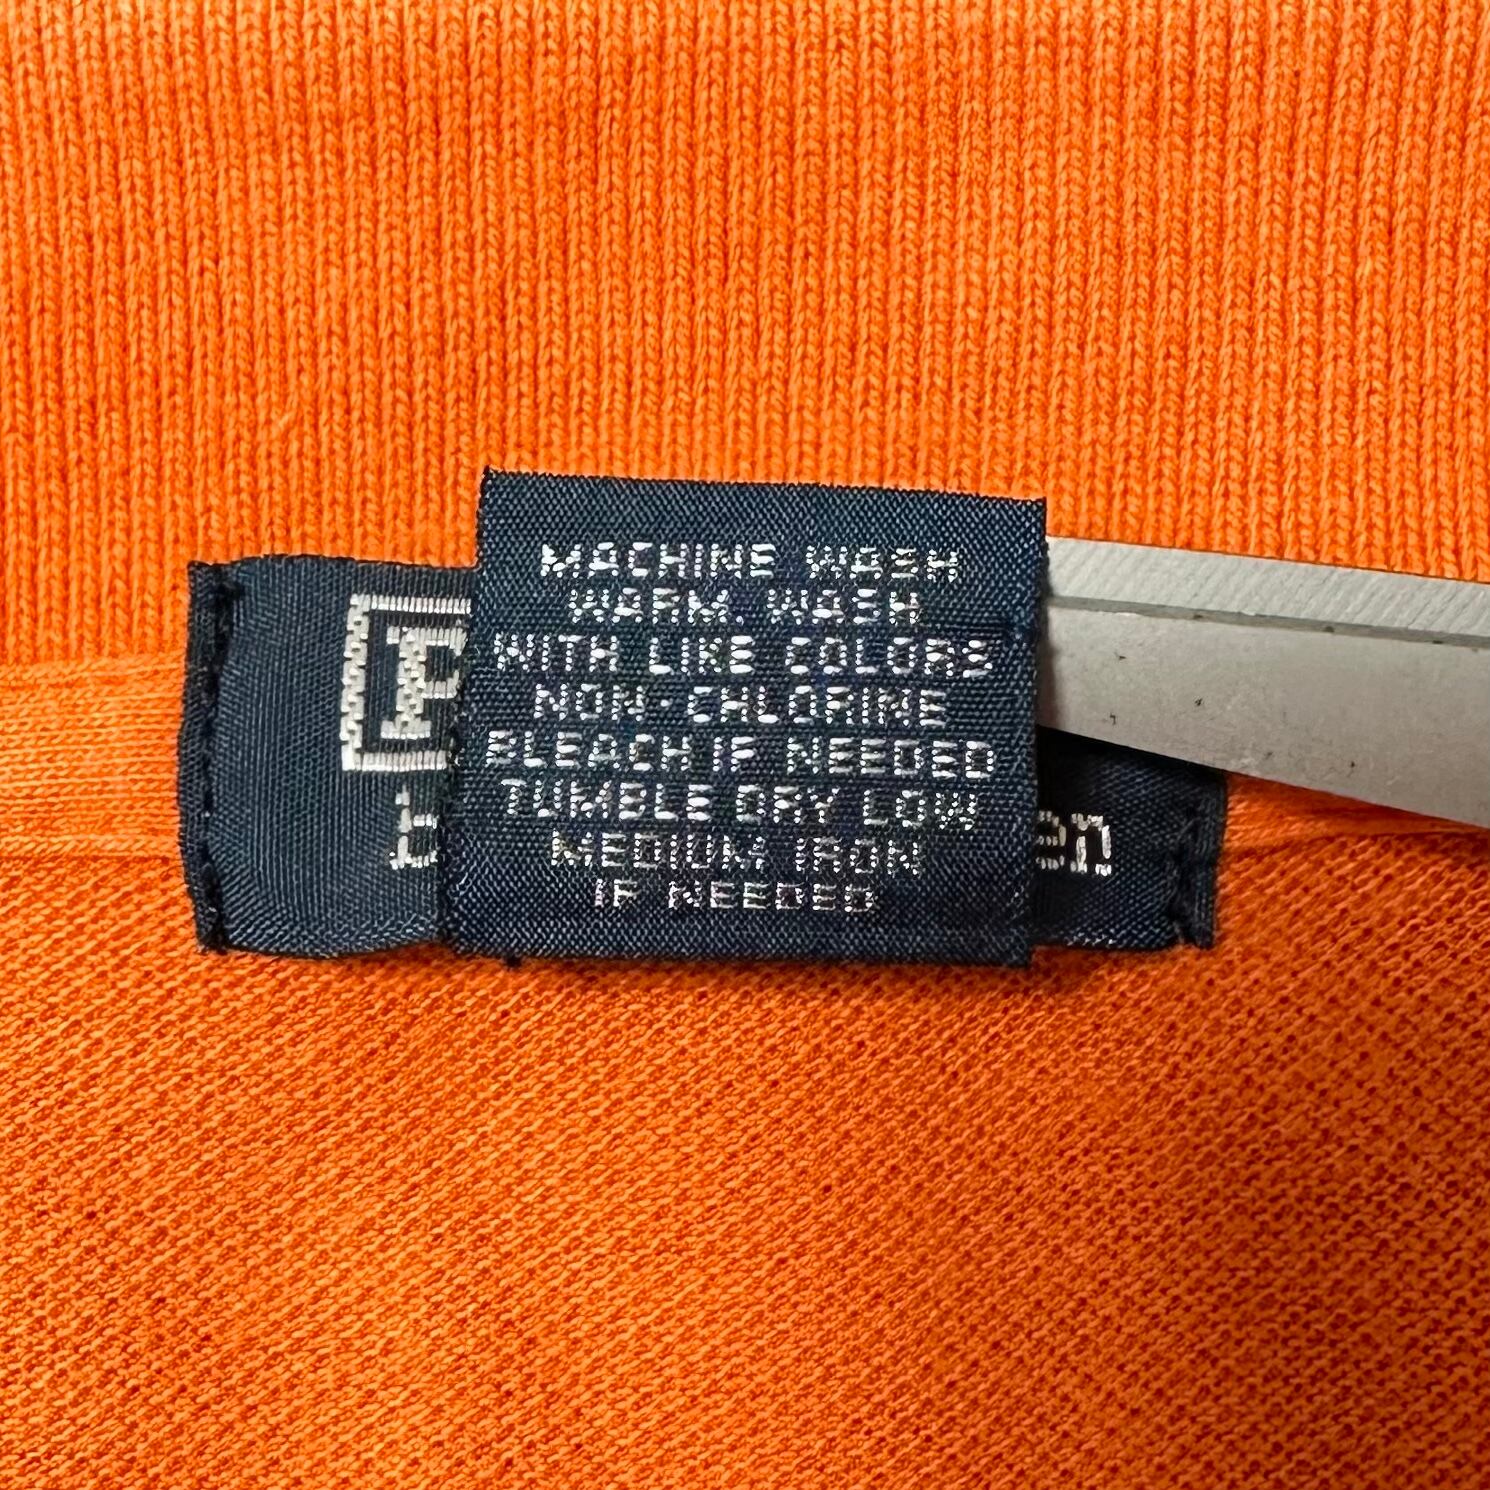 MACHINE WASH
WARM, WASH
WITH LIKE COLORS
NON-CHLORINE
BLEACH IF NEEDED
TUMBLE DRY LOW
MEDIUM IRON
IF NEEDED